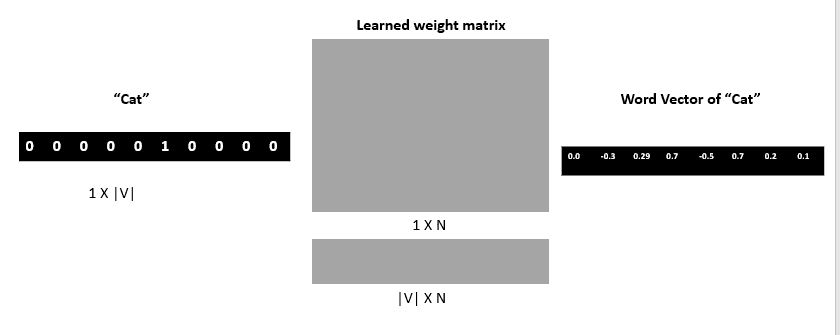 Learned weight matrix
“Cat”
Word Vector of “Cat”
0 0 0 0 0 1 0 0 0 0
0.0 -0.3 0.29 0.7 -0.5 0.7 0.2 0.1
1 X |V|
1 X N
|V| X N